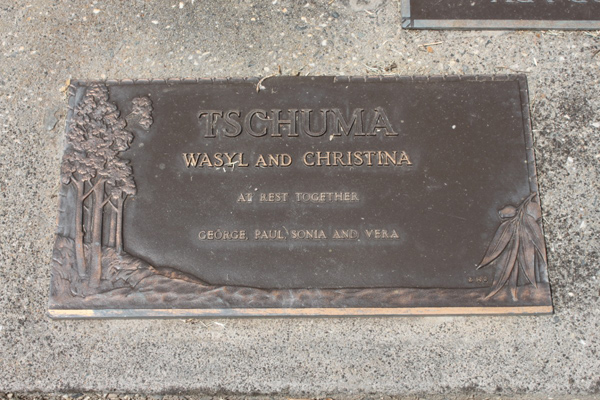 TSCHUMA
WASYL AND CHRISTINA
AT REST TOGETHER
GEORGE, PAUL, SONIA AND VERA